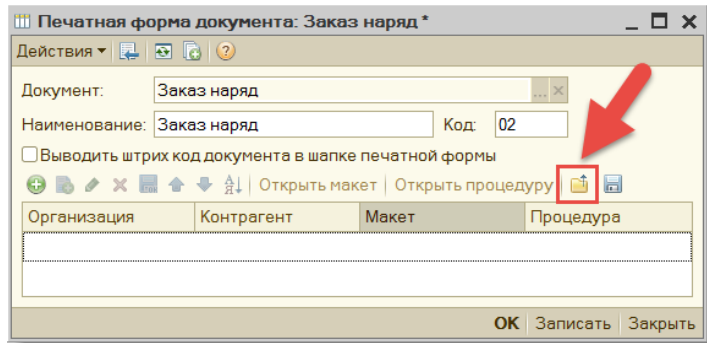 Печатная форма документа: Заказ наряд *
Действия
Документ: Заказ наряд
Наименование: Заказ наряд Код: 02
Выводить штрих код документа в шапке печатной формы
Открыть макет Открыть процедуру
Организация Контрагент Макет Процедура
OK Записать Закрыть